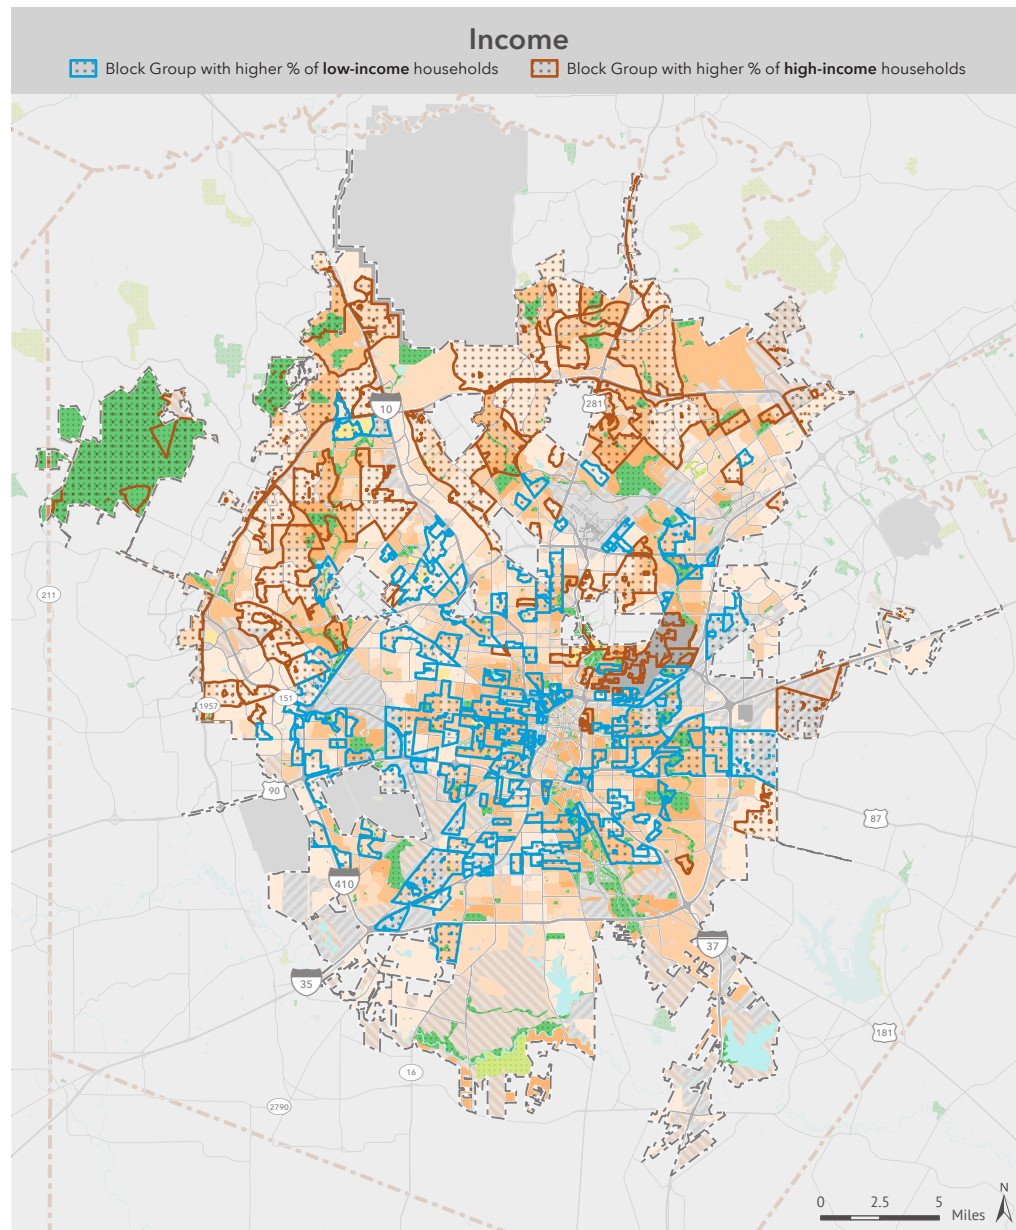 Income
Block Group with higher % of low-income households
Block Group with higher % of high-income households
10
281
211
1957
151
90
87
410
37
35
181
16
2790
N
0 2.5 5
Miles